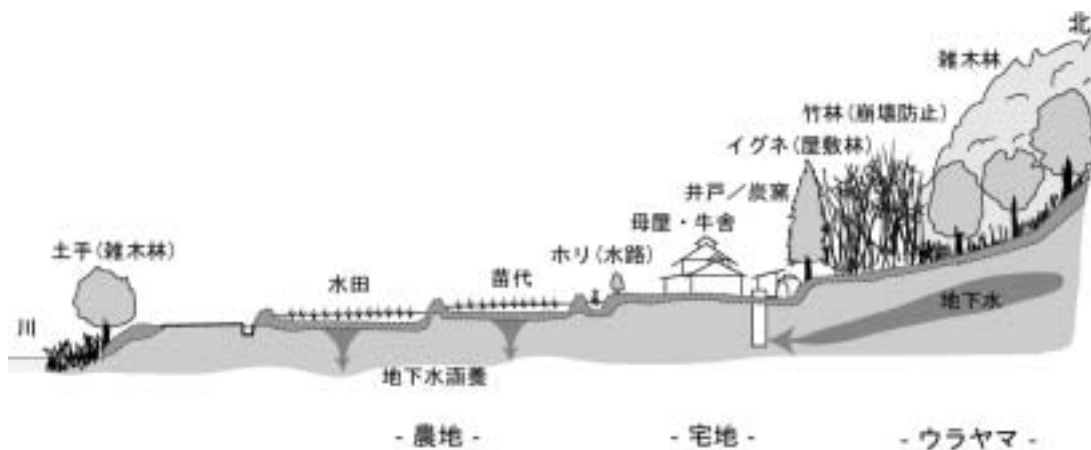 北
雑木林
竹林(崩壊防止)
イグネ(屋敷林)
井戸／炭窯
母屋・牛舎
ホリ(水路)
土平(雑木林)
水田
苗代
川
地下水
地下水涵養
- 農地 -
- 宅地 -
- ウラヤマ -